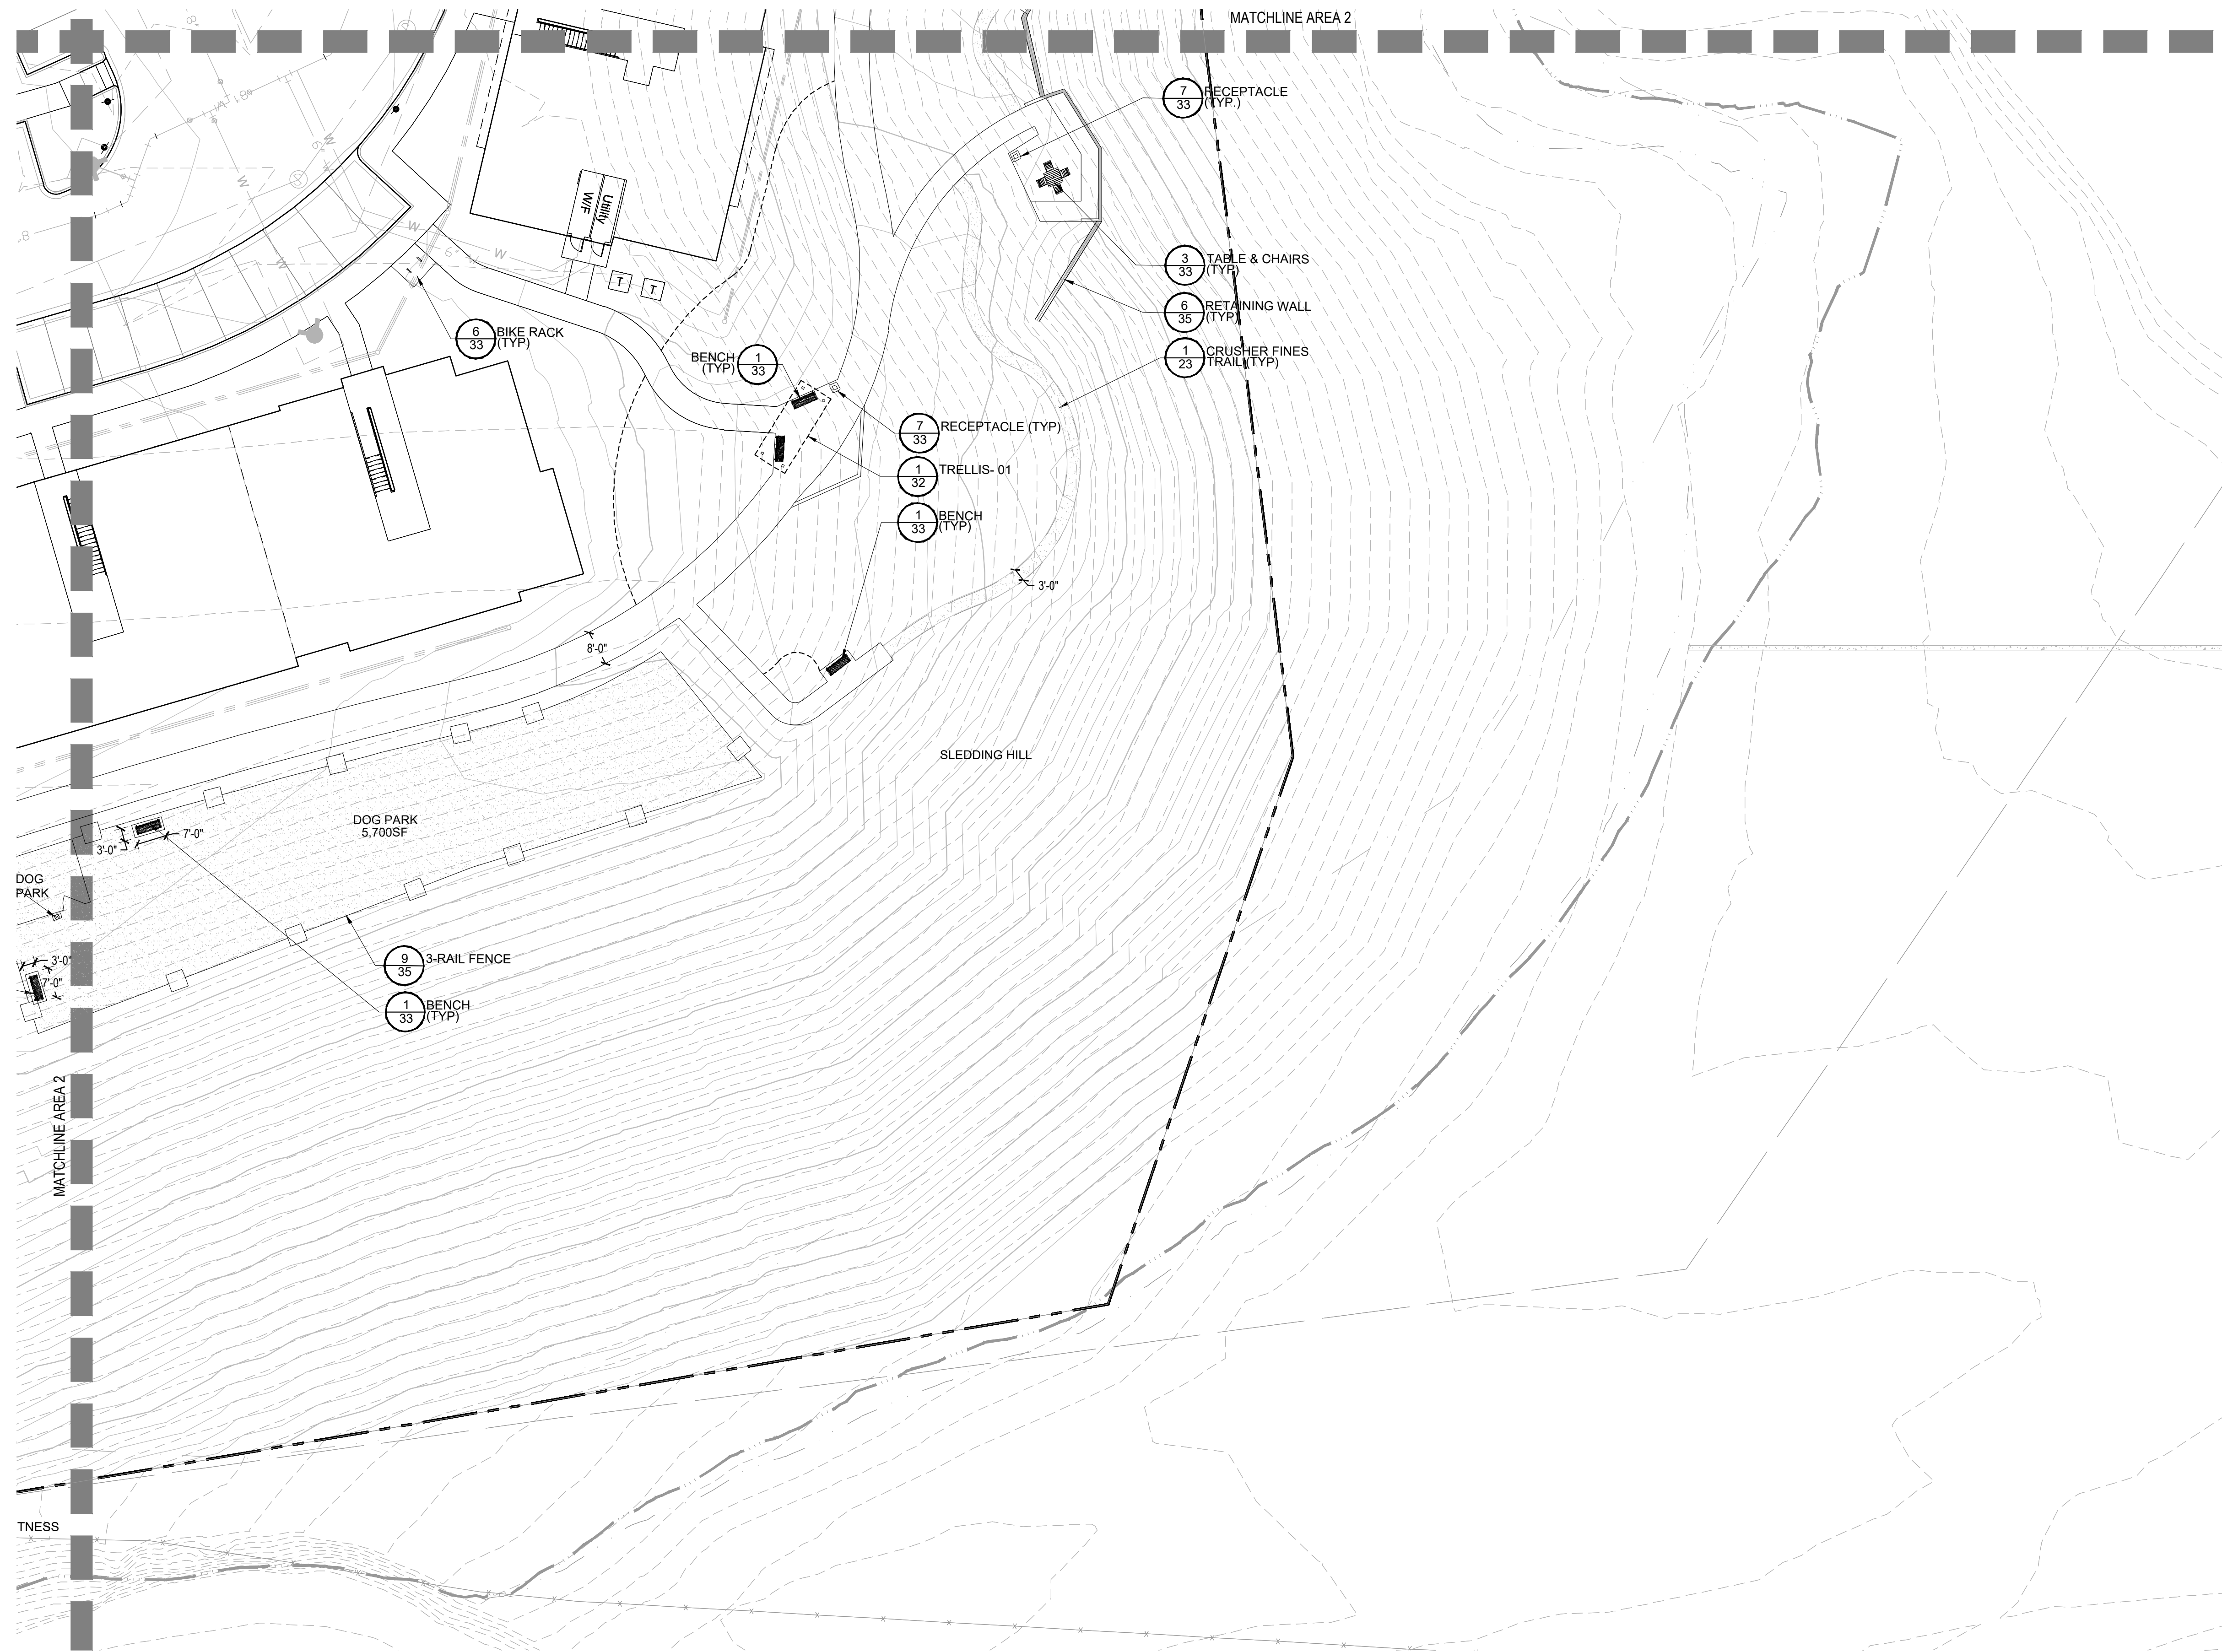 MATCHLINE AREA 2
7
33
RECEPTACLE
(TYP.)
W/F
Utility
T
T
3
33
TABLE & CHAIRS
(TYP)
6
35
RETAINING WALL
(TYP)
1
23
CRUSHER FINES
TRAIL (TYP)
6
33
BIKE RACK
(TYP)
BENCH
(TYP)
1
33
7
33
RECEPTACLE (TYP)
1
32
TRELLIS- 01
1
33
BENCH
(TYP)
3'-0"
8'-0"
SLEDDING HILL
DOG PARK
5,700SF
7'-0"
3'-0"
DOG
PARK
3'-0"
7'-0"
9
35
3-RAIL FENCE
1
33
BENCH
(TYP)
MATCHLINE AREA 2
TNESS
W
W
W
W
W